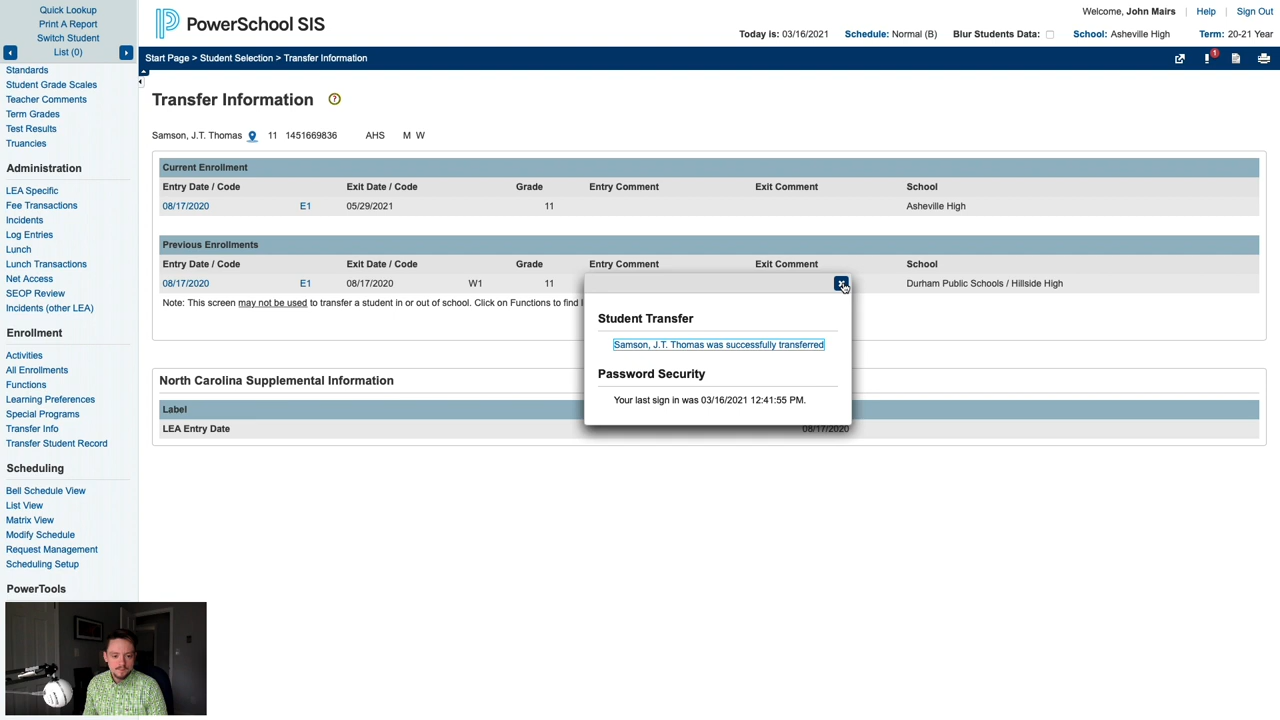 Quick Lookup
Print A Report
Switch Student
List (0)
Standards
Student Grade Scales
Teacher Comments
Term Grades
Test Results
Truancies
Administration
LEA Specific
Fee Transactions
Incidents
Log Entries
Lunch
Lunch Transactions
Net Access
SEOP Review
Incidents (other LEA)
Enrollment
Activities
All Enrollments
Functions
Learning Preferences
Special Programs
Transfer Info
Transfer Student Record
Scheduling
Bell Schedule View
List View
Matrix View
Modify Schedule
Request Management
Scheduling Setup
PowerTools
PowerSchool SIS
Welcome, John Mairs | Help | Sign Out
Today is: 03/16/2021 Schedule: Normal (B) Blur Students Data: School: Asheville High Term: 20-21 Year
Start Page > Student Selection > Transfer Information
1
Transfer Information ?
Samson, J.T. Thomas 11 1451669836 AHS M W
Current Enrollment
Entry Date / Code Exit Date / Code Grade Entry Comment Exit Comment School
08/17/2020 E1 05/29/2021 11 Asheville High
Previous Enrollments
Entry Date / Code Exit Date / Code Grade Entry Comment Exit Comment School
08/17/2020 E1 08/17/2020 W1 11 Durham Public Schools / Hillside High
Note: This screen may not be used to transfer a student in or out of school. Click on Functions to find
Student Transfer
Samson, J.T. Thomas was successfully transferred
Password Security
Your last sign in was 03/16/2021 12:41:55 PM.
North Carolina Supplemental Information
Label
LEA Entry Date 08/17/2020